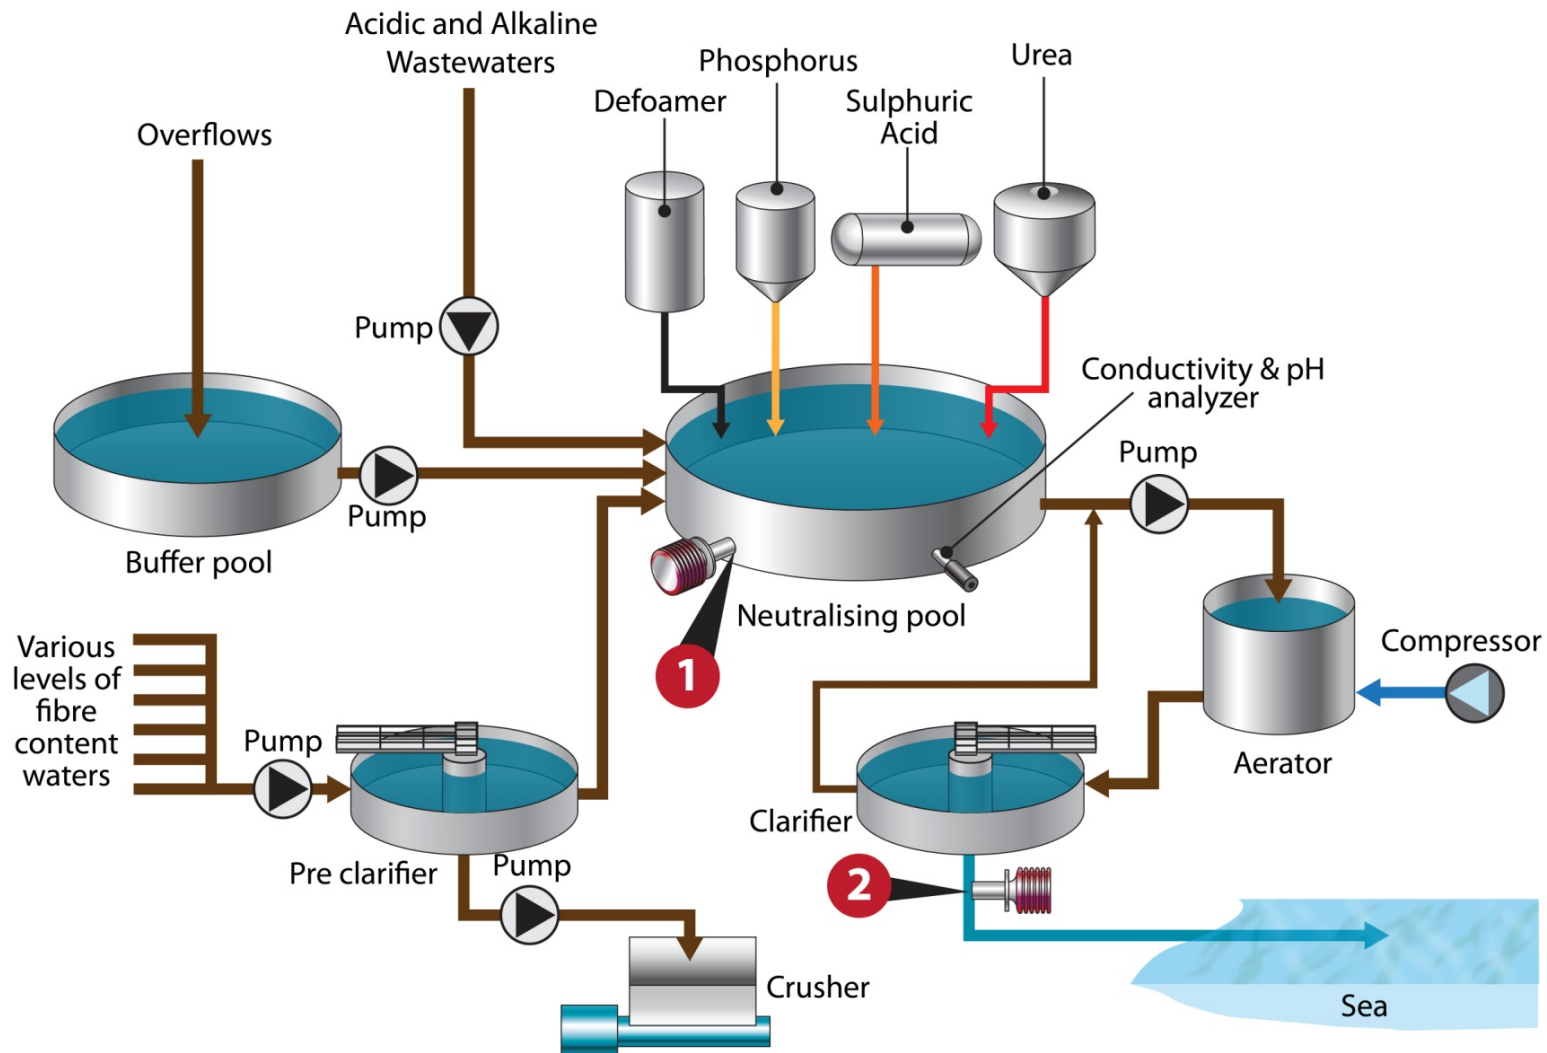 Acidic and Alkaline
Wastewaters
Overflows
Defoamer
Phosphorus
Sulphuric
Acid
Urea
Pump
Conductivity & pH
analyzer
Pump
Pump
Buffer pool
Neutralising pool
1
Various
levels of
fibre
content
waters
Pump
Compressor
Aerator
Pre clarifier
Pump
Clarifier
2
Crusher
Sea